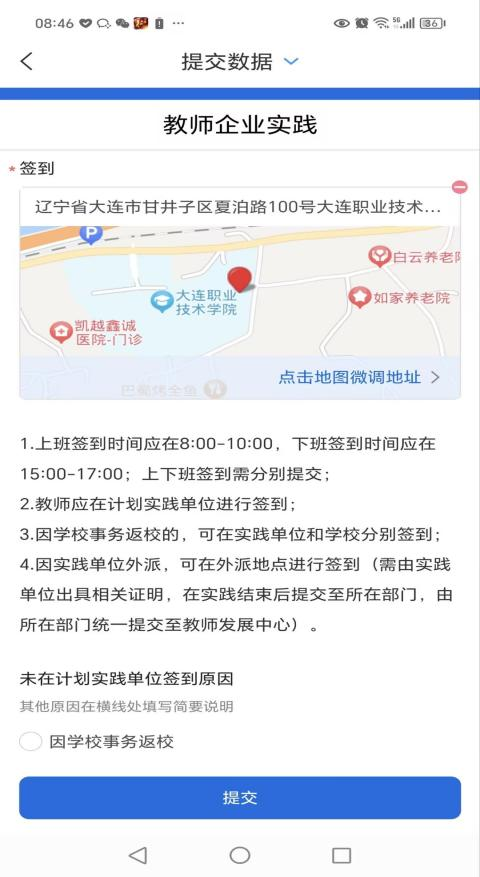 08:46
5G
36
提交数据
教师企业实践
*签到
辽宁省大连市甘井子区夏泊路100号大连职业技术...
P
白云养老院
大连职业
技术学院
如家养老院
凯越鑫诚
医院-门诊
点击地图微调地址
巴蜀烤全鱼
1.上班签到时间应在8:00-10:00，下班签到时间应在
15:00-17:00；上下班签到需分别提交；
2.教师应在计划实践单位进行签到；
3.因学校事务返校的，可在实践单位和学校分别签到；
4.因实践单位外派，可在外派地点进行签到（需由实践
单位出具相关证明，在实践结束后提交至所在部门，由
所在部门统一提交至教师发展中心）。
未在计划实践单位签到原因
其他原因在横线处填写简要说明
因学校事务返校
提交